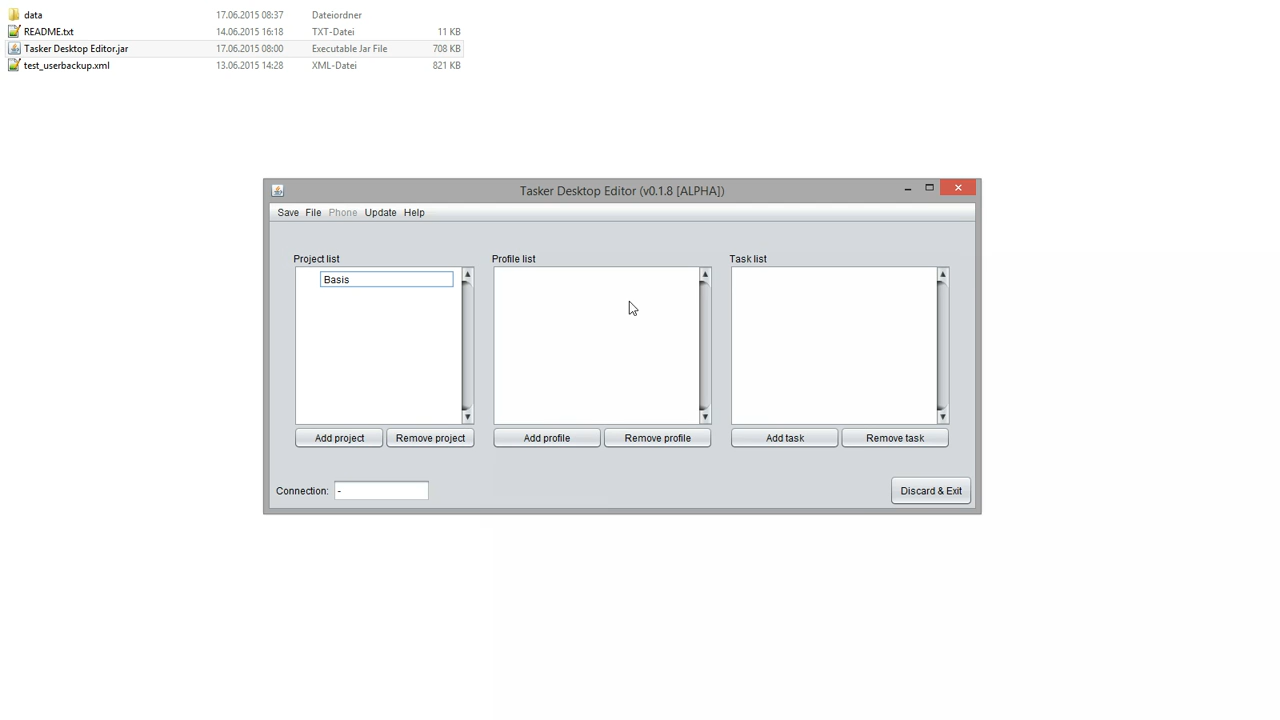 data 17.06.2015 08:37 Dateiordner
README.txt 14.06.2015 16:18 TXT-Datei 11 KB
Tasker Desktop Editor.jar 17.06.2015 08:00 Executable Jar File 708 KB
test_userbackup.xml 13.06.2015 14:28 XML-Datei 821 KB
Tasker Desktop Editor (v0.1.8 [ALPHA])
Save File Phone Update Help
Project list Profile list Task list
Basis
Add project Remove project Add profile Remove profile Add task Remove task
Connection: - Discard & Exit